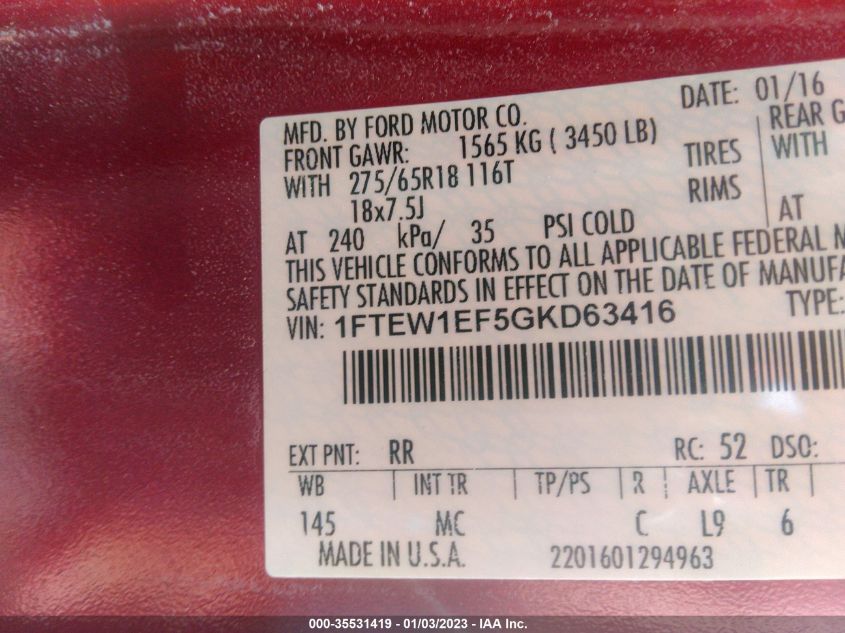 DATE: 01/16
MFD. BY FORD MOTOR CO.
FRONT GAWR: 1565 KG ( 3450 LB)
REAR G
WITH 275/65R18 116T TIRES WITH
18x7.5J RIMS
AT 240 kPa/ 35 PSI COLD AT
THIS VEHICLE CONFORMS TO ALL APPLICABLE FEDERAL M
SAFETY STANDARDS IN EFFECT ON THE DATE OF MANUFA
VIN: 1FTEW1EF5GKD63416 TYPE:
EXT PNT: RR RC: 52 DSO:
WB INT TR TP/PS R AXLE TR
145 MC C L9 6
MADE IN U.S.A. 2201601294963
000-35531419 - 01/03/2023 - IAA Inc.